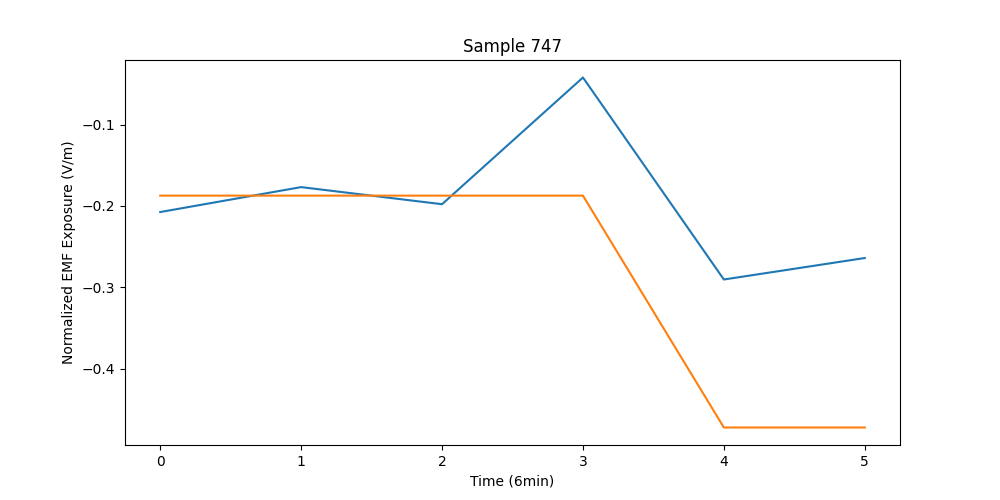 Sample 747
Normalized EMF Exposure (V/m)
−0.1
−0.2
−0.3
−0.4
0 1 2 3 4 5
Time (6min)